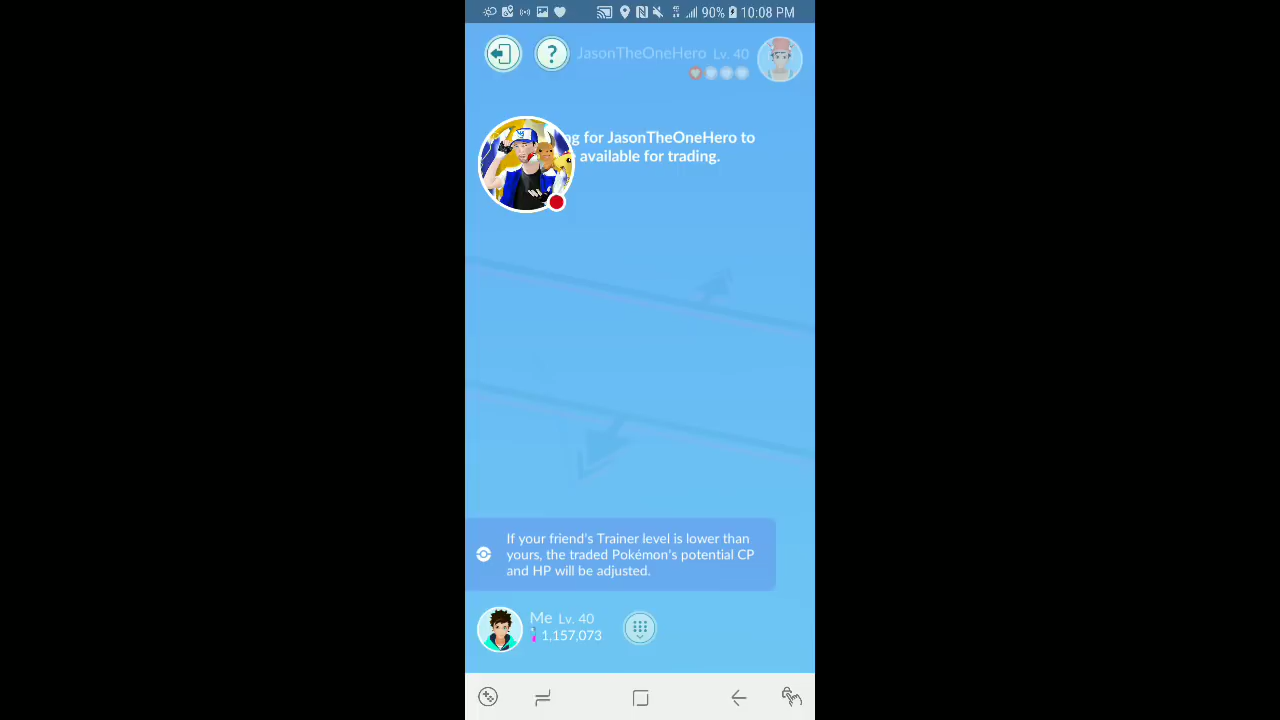 90% 10:08 PM
JasonTheOneHero Lv. 40
?
for JasonTheOneHero to
available for trading.
If your friend's Trainer level is lower than
yours, the traded Pokémon's potential CP
and HP will be adjusted.
Me Lv. 40
1,157,073